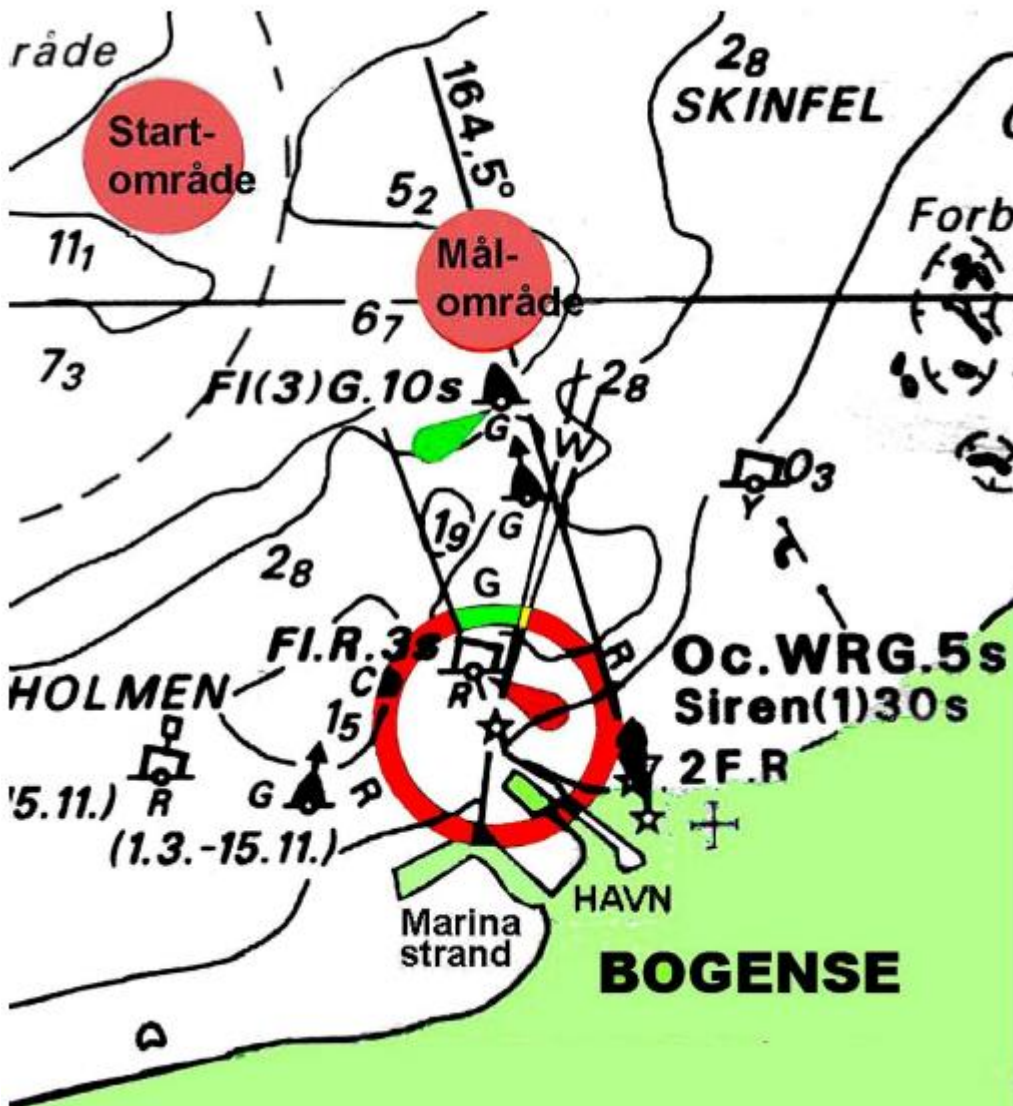 råde
28
SKINFEL
164,5°
Start-
område
52
Forb
111
Mål-
område
67
73
Fl(3)G.10s
28
G
W
O3
Y
19
G
28
G
Fl.R.3s
R
Oc.WRG.5s
HOLMEN
C
R
15
Siren(1)30s
2F.R
R
G
R
5.11.)
(1.3.-15.11.)
HAVN
Marina
strand
BOGENSE